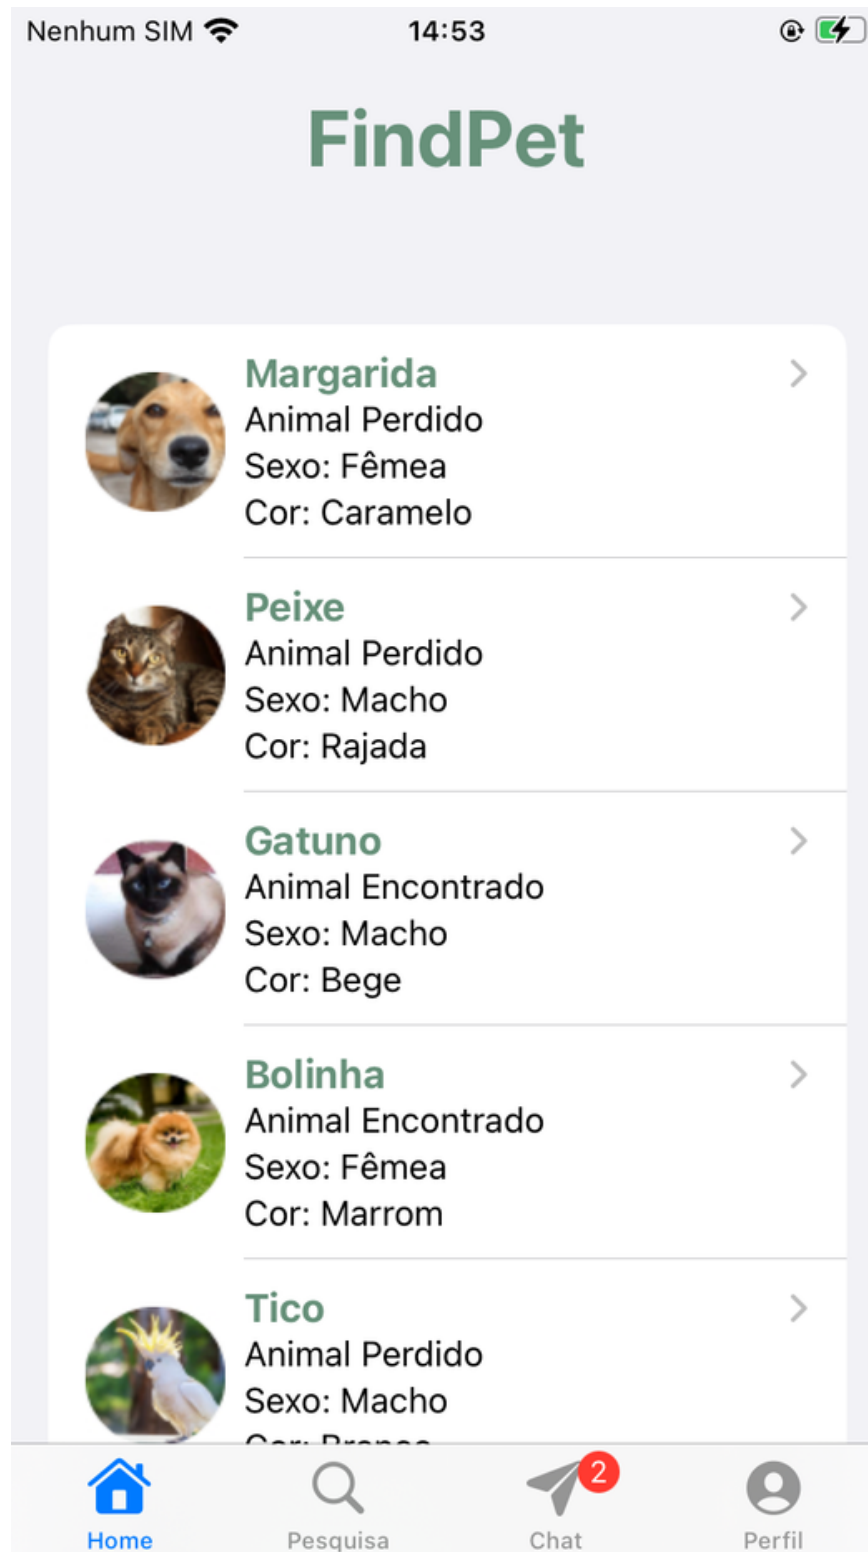 Nenhum SIM 14:53
FindPet
Margarida
Animal Perdido
Sexo: Fêmea
Cor: Caramelo
Peixe
Animal Perdido
Sexo: Macho
Cor: Rajada
Gatuno
Animal Encontrado
Sexo: Macho
Cor: Bege
Bolinha
Animal Encontrado
Sexo: Fêmea
Cor: Marrom
Tico
Animal Perdido
Sexo: Macho
2
Home Pesquisa Chat Perfil